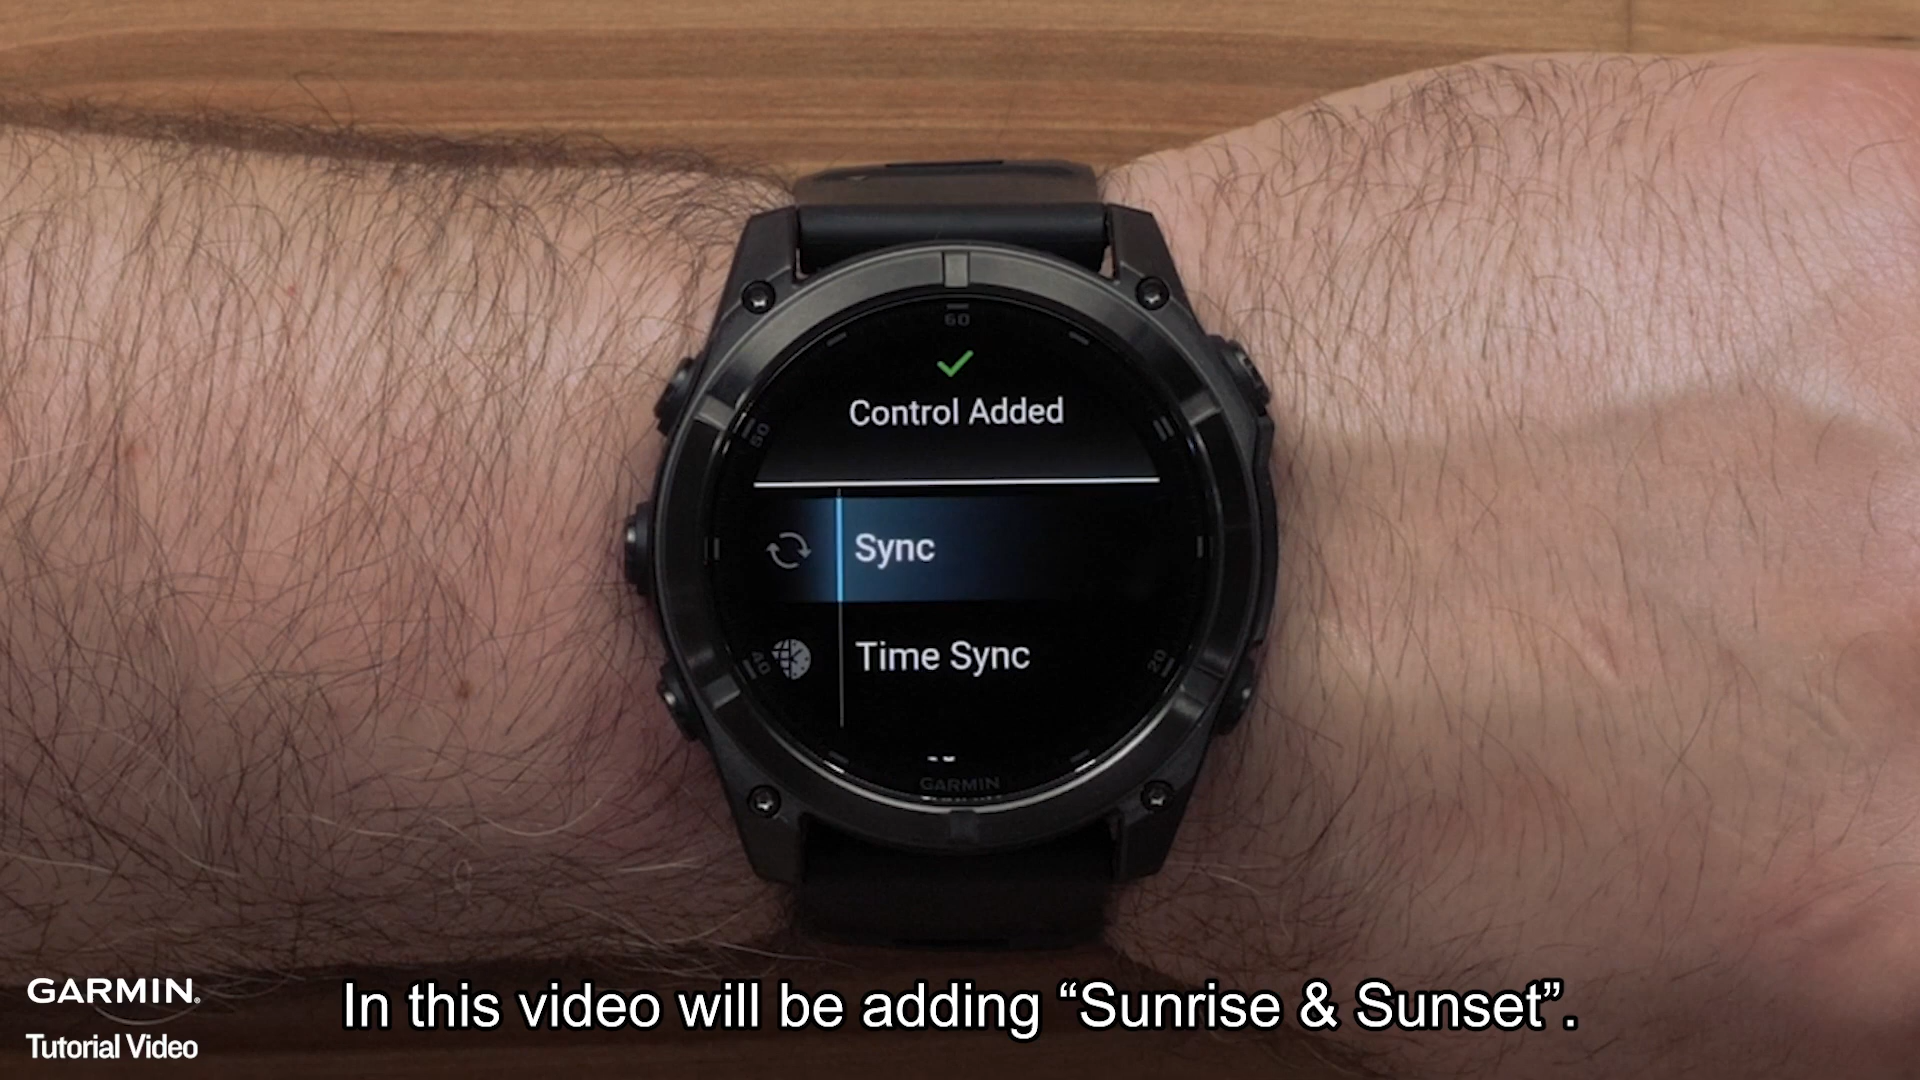 60
Control Added
50
Sync
40
Time Sync
20
GARMIN
GARMIN®
Tutorial Video
In this video will be adding “Sunrise & Sunset”.